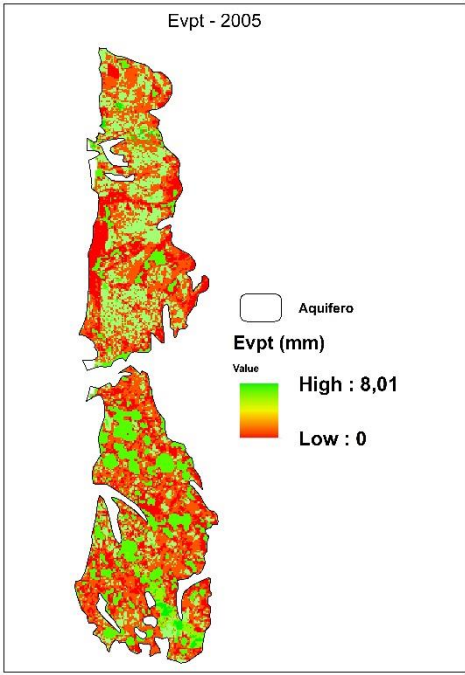 Evpt - 2005
Aquifero
Evpt (mm)
Value
High : 8,01
Low : 0